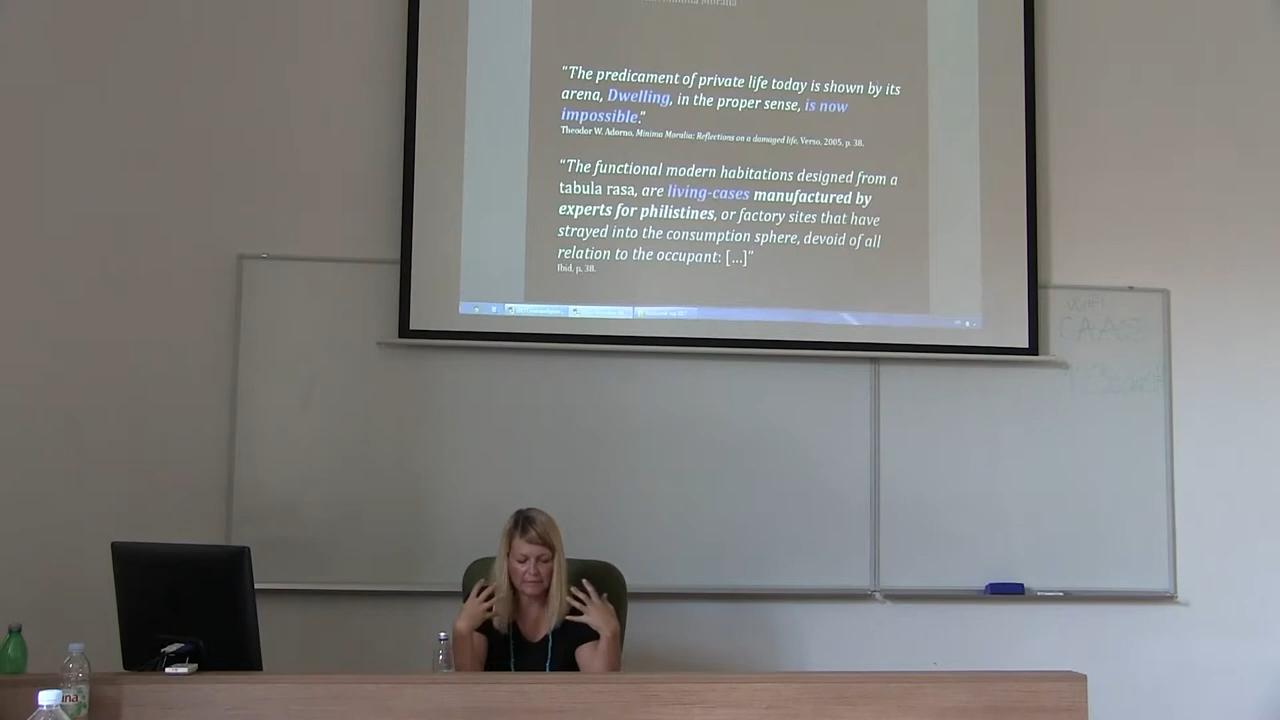 Minima Moralia
"The predicament of private life today is shown by its
arena, Dwelling, in the proper sense, is now
impossible."
Theodor W. Adorno, Minima Moralia: Reflections on a damaged life, Verso, 2005, p. 38.
"The functional modern habitations designed from a
tabula rasa, are living-cases manufactured by
experts for philistines, or factory sites that have
strayed into the consumption sphere, devoid of all
relation to the occupant: [...]"
Ibid, p. 38.